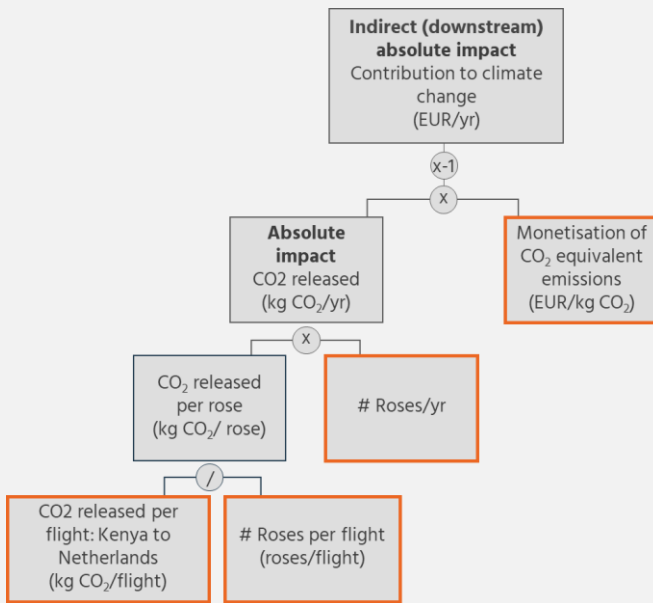 Indirect (downstream)
absolute impact
Contribution to climate
change
(EUR/yr)
x-1
x
Absolute
impact
CO2 released
(kg CO₂/yr)
Monetisation of
CO₂ equivalent
emissions
(EUR/kg CO₂)
x
CO₂ released
per rose
(kg CO₂/ rose)
# Roses/yr
/
CO2 released per
flight: Kenya to
Netherlands
(kg CO₂/flight)
# Roses per flight
(roses/flight)